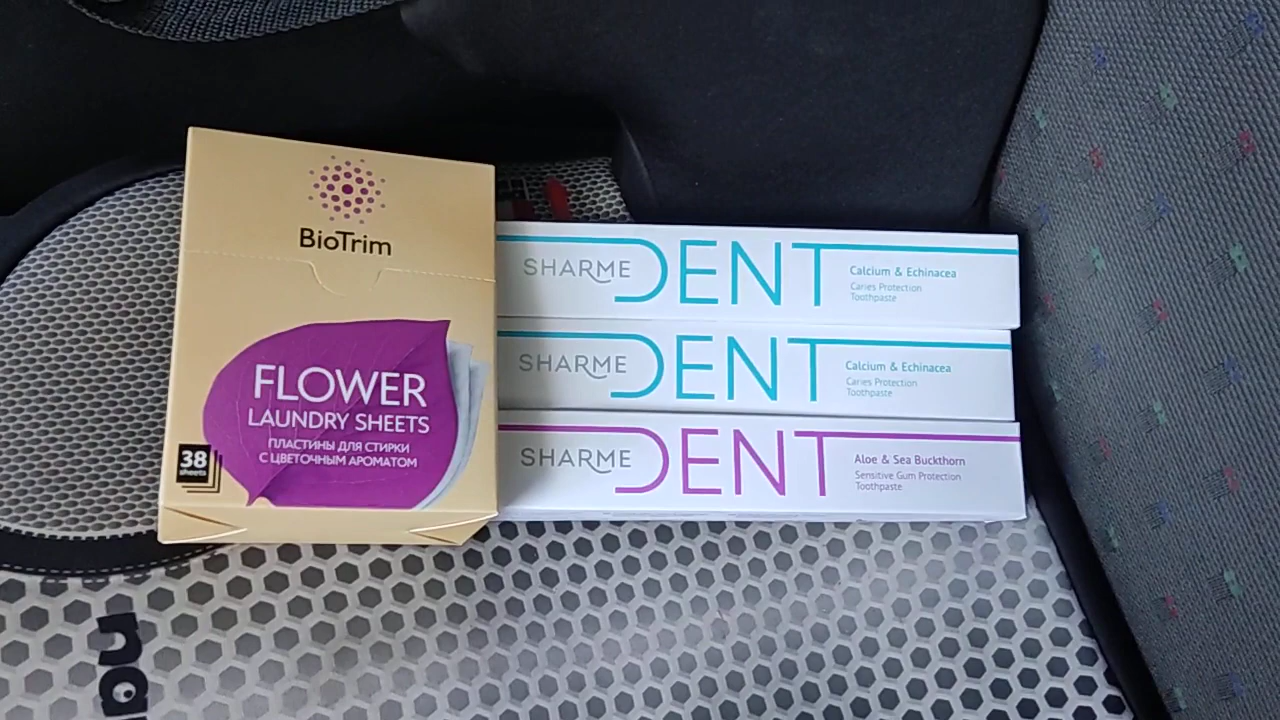 BioTrim
FLOWER
LAUNDRY SHEETS
ПЛАСТИНЫ ДЛЯ СТИРКИ
С ЦВЕТОЧНЫМ АРОМАТОМ
38
sheets
SHARME DENT
Calcium & Echinacea
Caries Protection
Toothpaste
SHARME DENT
Calcium & Echinacea
Caries Protection
Toothpaste
SHARME DENT
Aloe & Sea Buckthorn
Sensitive Gum Protection
Toothpaste